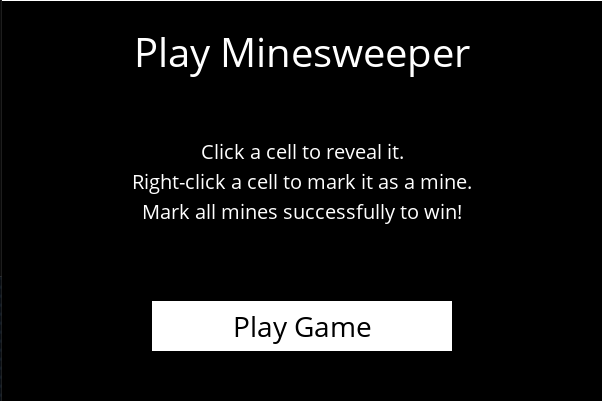 Play Minesweeper
Click a cell to reveal it.
Right-click a cell to mark it as a mine.
Mark all mines successfully to win!
Play Game